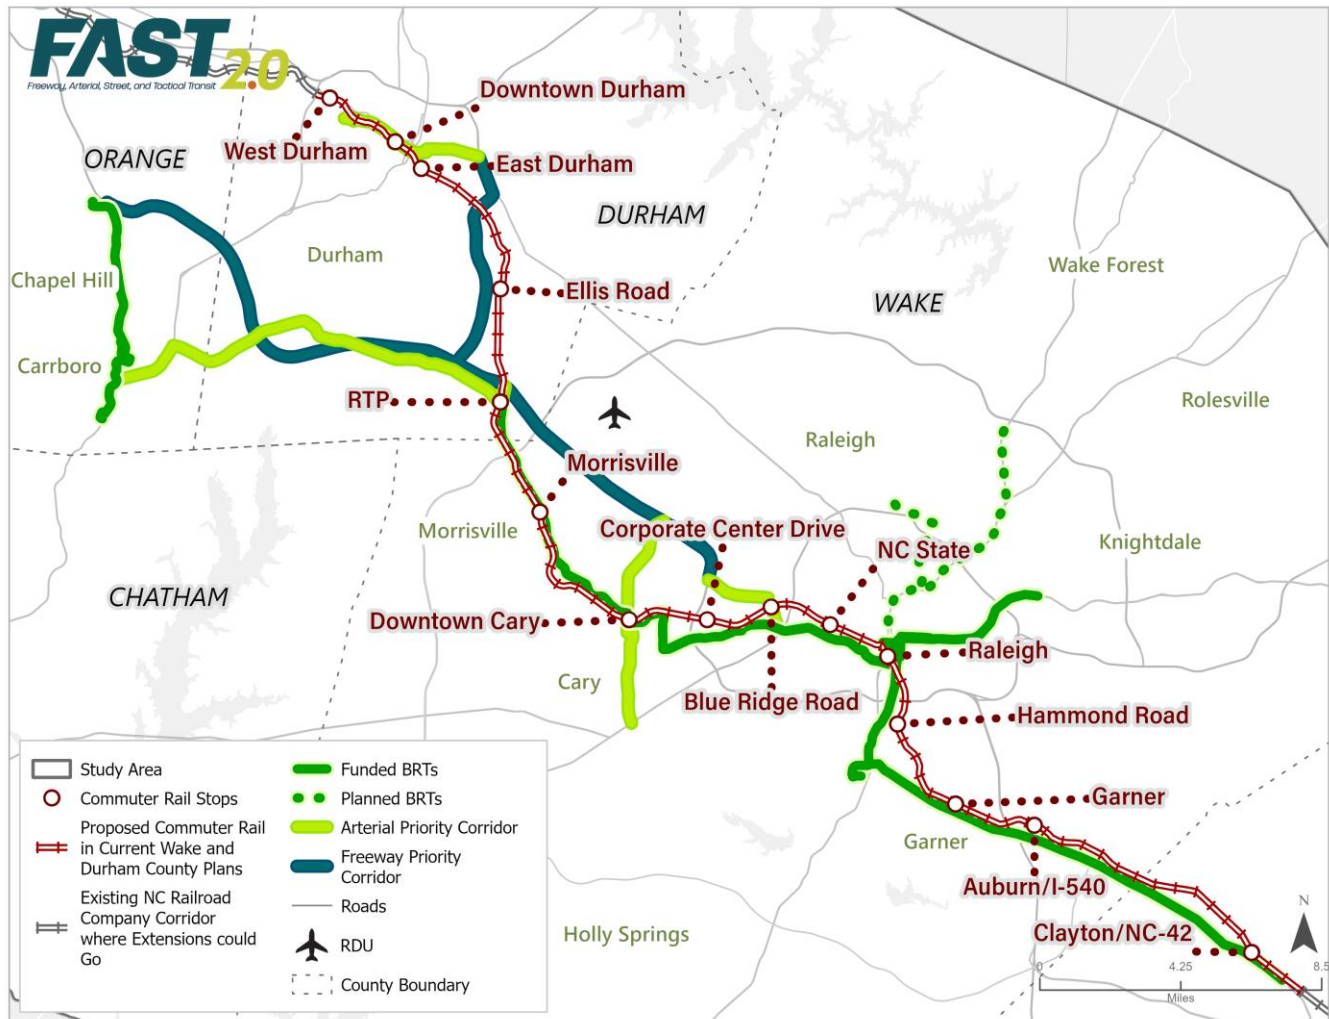 FAST 2.0
Freeway, Arterial, Street, and Tactical Transit
Downtown Durham
West Durham
East Durham
ORANGE
DURHAM
Durham
Chapel Hill
Ellis Road
Wake Forest
WAKE
Carrboro
RTP
Rolesville
Raleigh
Morrisville
Morrisville
Corporate Center Drive
NC State
Knightdale
CHATHAM
Downtown Cary
Raleigh
Cary
Blue Ridge Road
Hammond Road
Garner
Garner
Auburn/I-540
Clayton/NC-42
Holly Springs
Study Area
Commuter Rail Stops
Proposed Commuter Rail
in Current Wake and
Durham County Plans
Existing NC Railroad
Company Corridor
where Extensions could
Go
Funded BRTs
Planned BRTs
Arterial Priority Corridor
Freeway Priority
Corridor
Roads
RDU
County Boundary
N
0 4.25 8.5
Miles